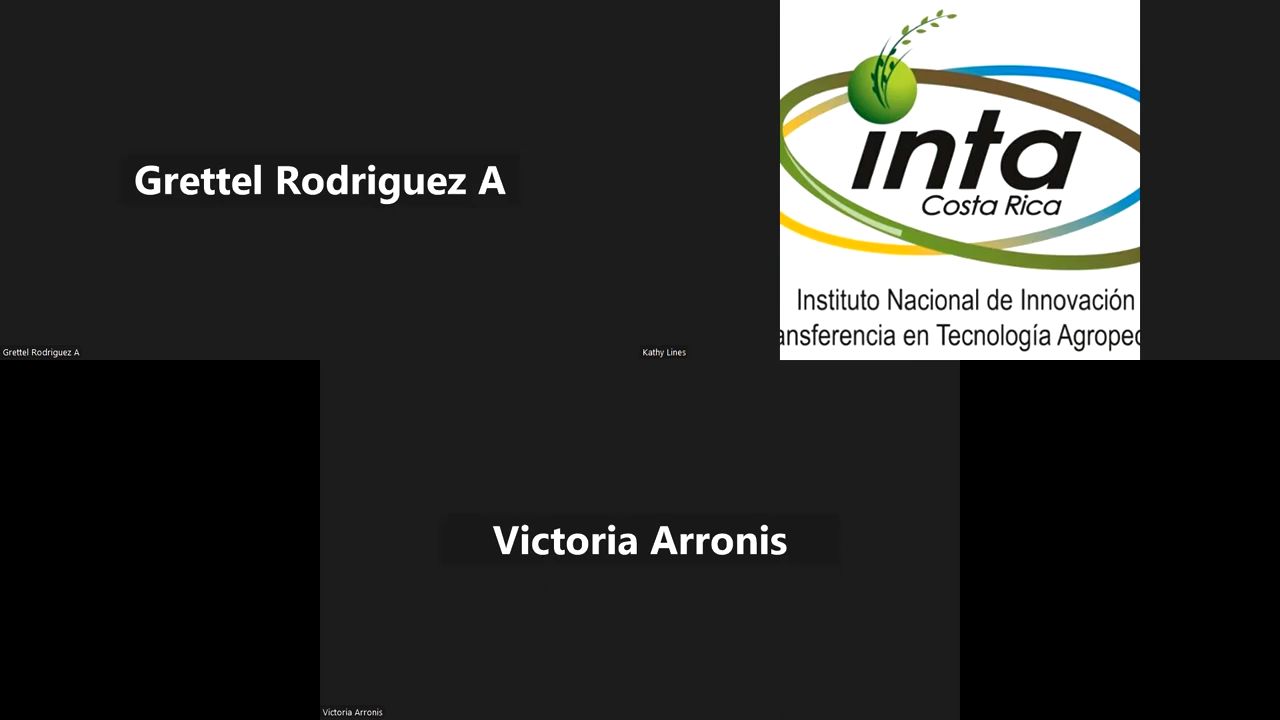 Grettel Rodriguez A
Grettel Rodriguez A
inta
Costa Rica
Instituto Nacional de Innovación
ansferencia en Tecnología Agropec
Kathy Lines
Victoria Arronis
Victoria Arronis